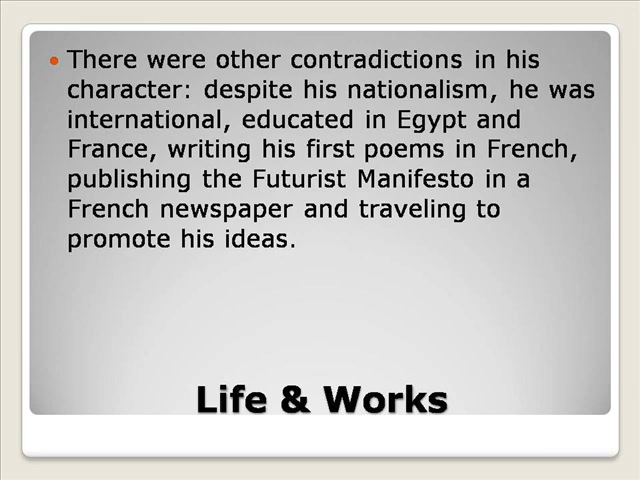 • There were other contradictions in his
character: despite his nationalism, he was
international, educated in Egypt and
France, writing his first poems in French,
publishing the Futurist Manifesto in a
French newspaper and traveling to
promote his ideas.
Life & Works